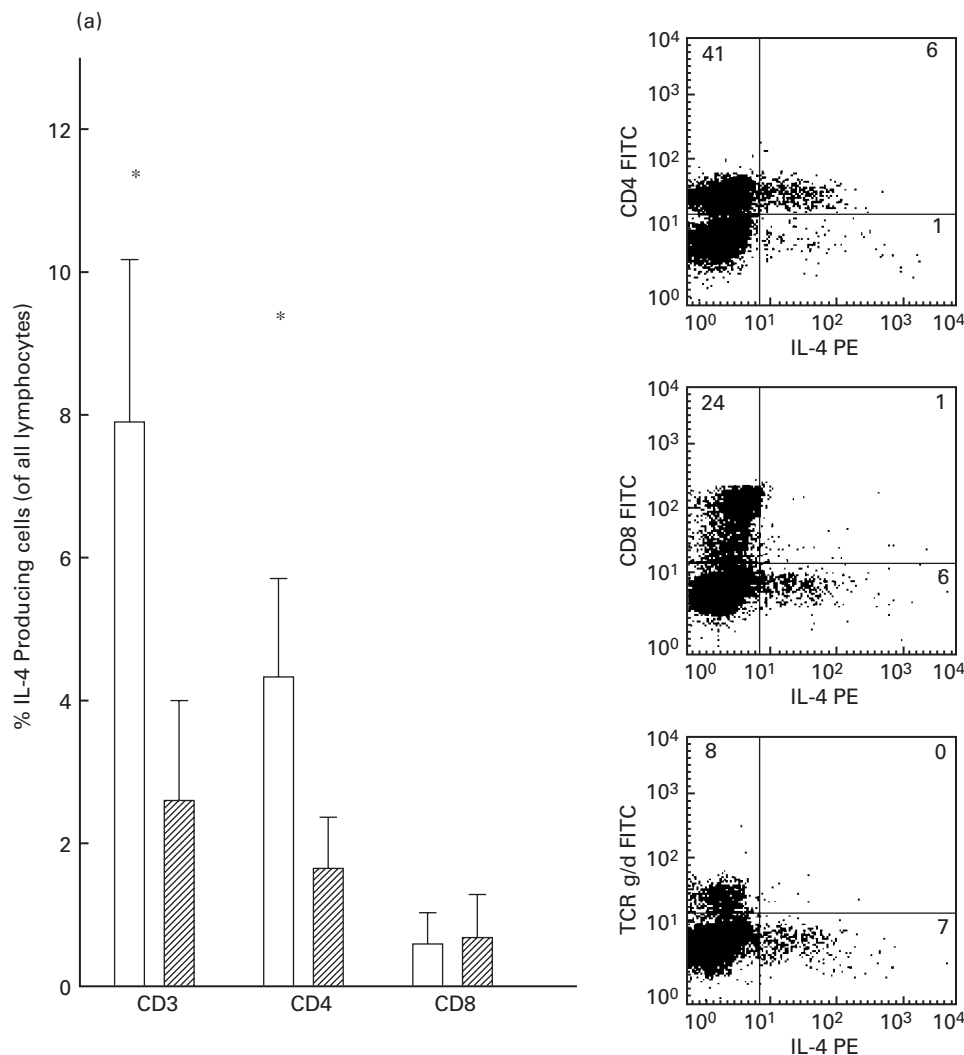 (a)
% IL-4 Producing cells (of all lymphocytes)
12
10
8
6
4
2
0
*
*
CD3 CD4 CD8
CD4 FITC
10⁴
10³
10²
10¹
10⁰
41 6
1
10⁰ 10¹ 10² 10³ 10⁴
IL-4 PE
CD8 FITC
10⁴
10³
10²
10¹
10⁰
24 1
6
10⁰ 10¹ 10² 10³ 10⁴
IL-4 PE
TCR g/d FITC
10⁴
10³
10²
10¹
10⁰
8 0
7
10⁰ 10¹ 10² 10³ 10⁴
IL-4 PE